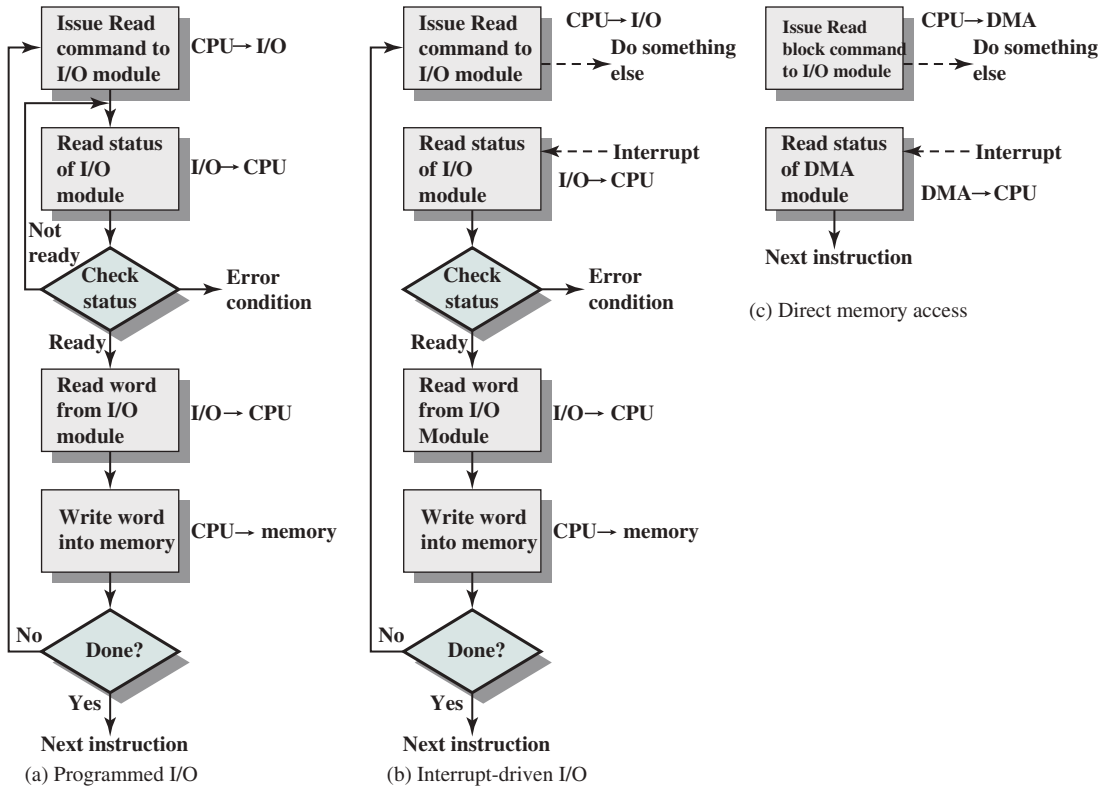 Issue Read
command to
I/O module
CPU → I/O
Read status
of I/O
module
I/O → CPU
Not
ready
Check
status
Error
condition
Ready
Read word
from I/O
module
I/O → CPU
Write word
into memory
CPU → memory
No
Done?
Yes
Next instruction
(a) Programmed I/O
Issue Read
command to
I/O module
CPU → I/O
Do something
else
Read status
of I/O
module
Interrupt
I/O → CPU
Check
status
Error
condition
Ready
Read word
from I/O
Module
I/O → CPU
Write word
into memory
CPU → memory
No
Done?
Yes
Next instruction
(b) Interrupt-driven I/O
Issue Read
block command
to I/O module
CPU → DMA
Do something
else
Read status
of DMA
module
Interrupt
DMA → CPU
Next instruction
(c) Direct memory access